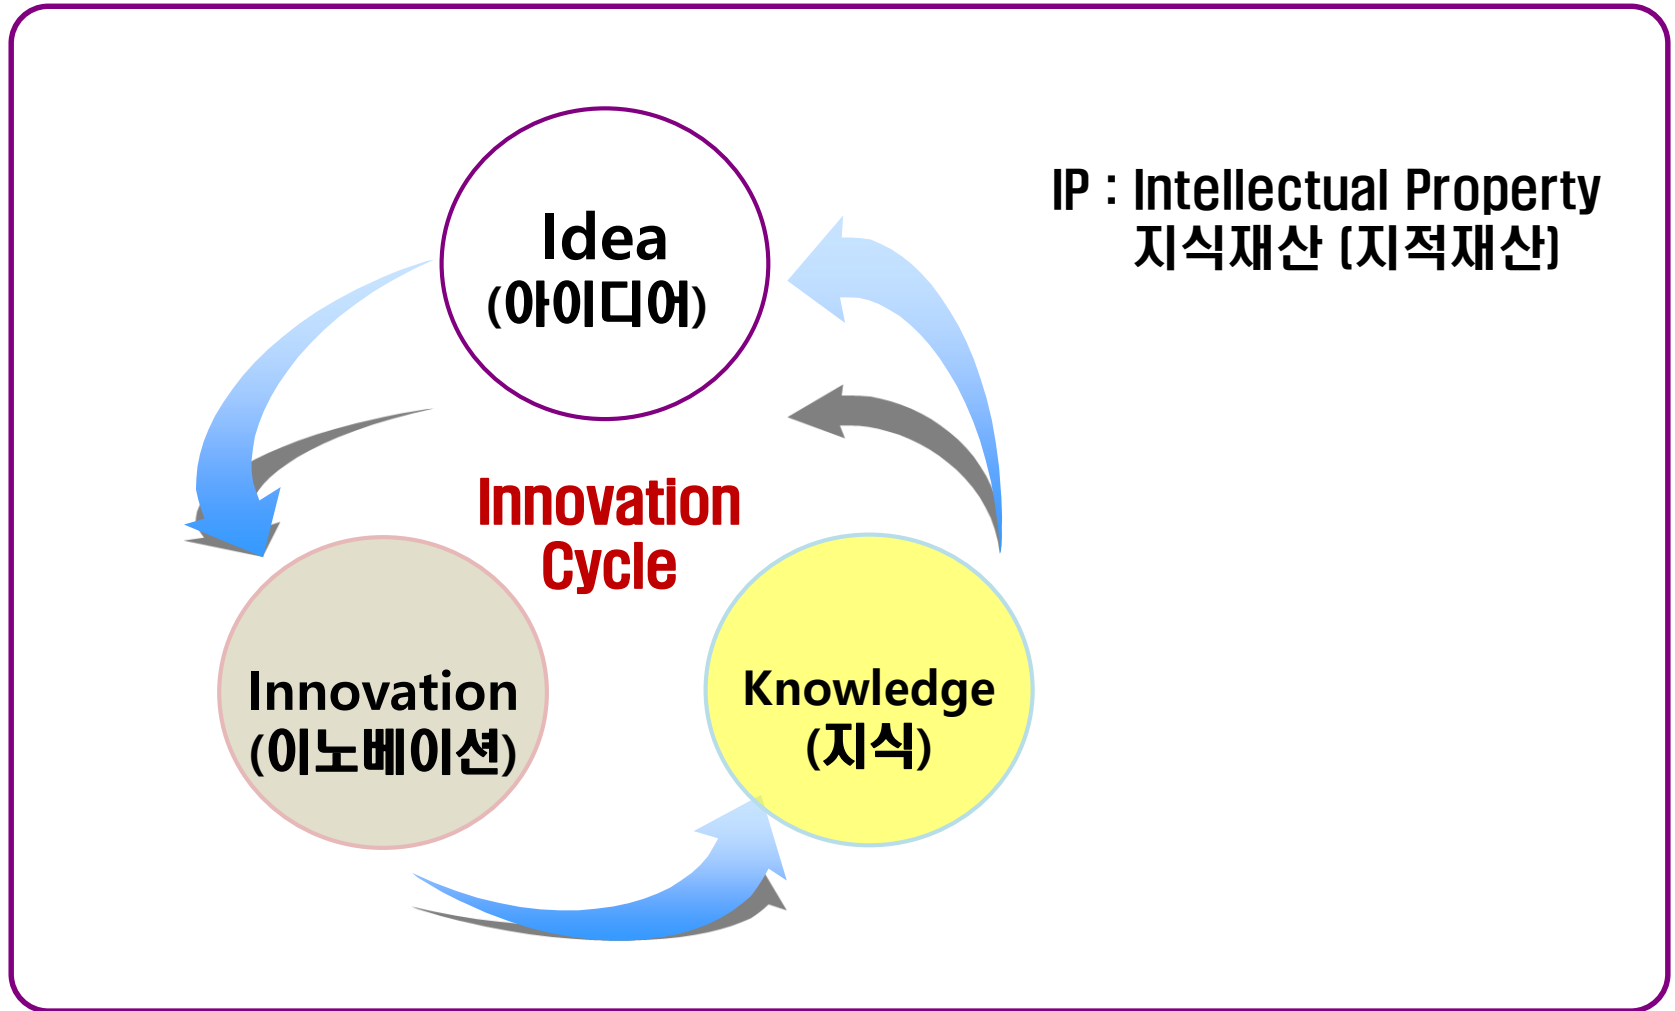 Idea
(아이디어)
IP : Intellectual Property
지식재산 (지적재산)
Innovation
Cycle
Innovation
(이노베이션)
Knowledge
(지식)